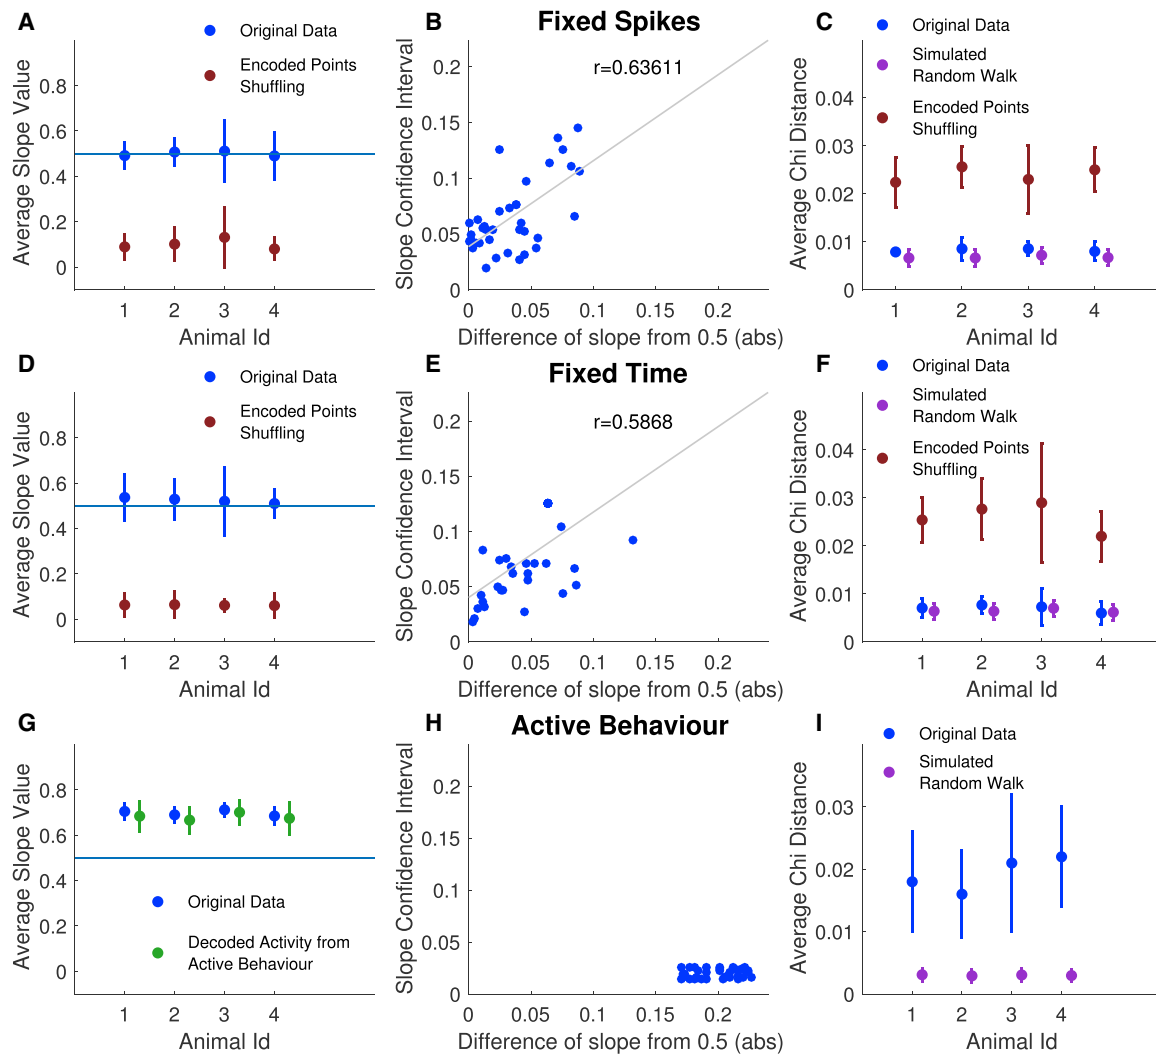 A
Original Data
Encoded Points
Shuffling
Average Slope Value
0.8
0.6
0.4
0.2
0
1 2 3 4
Animal Id
B
Fixed Spikes
r=0.63611
Slope Confidence Interval
0.2
0.15
0.1
0.05
0
0 0.05 0.1 0.15 0.2
Difference of slope from 0.5 (abs)
C
Original Data
Simulated
Random Walk
Encoded Points
Shuffling
Average Chi Distance
0.04
0.03
0.02
0.01
0
1 2 3 4
Animal Id
D
Original Data
Encoded Points
Shuffling
Average Slope Value
0.8
0.6
0.4
0.2
0
1 2 3 4
Animal Id
E
Fixed Time
r=0.5868
Slope Confidence Interval
0.2
0.15
0.1
0.05
0
0 0.05 0.1 0.15 0.2
Difference of slope from 0.5 (abs)
F
Original Data
Simulated
Random Walk
Encoded Points
Shuffling
Average Chi Distance
0.04
0.03
0.02
0.01
0
1 2 3 4
Animal Id
G
Average Slope Value
0.8
0.6
0.4
0.2
0
Original Data
Decoded Activity from
Active Behaviour
1 2 3 4
Animal Id
H
Active Behaviour
Slope Confidence Interval
0.2
0.15
0.1
0.05
0
0 0.05 0.1 0.15 0.2
Difference of slope from 0.5 (abs)
I
Original Data
Simulated
Random Walk
Average Chi Distance
0.03
0.02
0.01
0
1 2 3 4
Animal Id